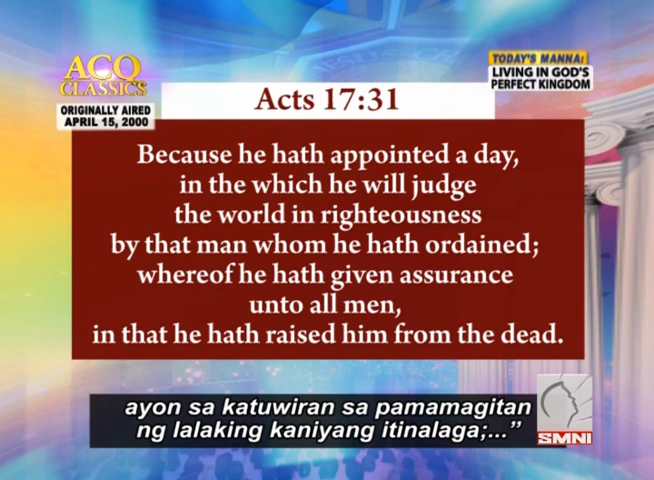 ACQ
CLASSICS
ORIGINALLY AIRED
APRIL 15, 2000
TODAY'S MANNA:
LIVING IN GOD'S
PERFECT KINGDOM
Acts 17:31
Because he hath appointed a day,
in the which he will judge
the world in righteousness
by that man whom he hath ordained;
whereof he hath given assurance
unto all men,
in that he hath raised him from the dead.
ayon sa katuwiran sa pamamagitan
ng lalaking kaniyang itinalaga;..."
SMNI